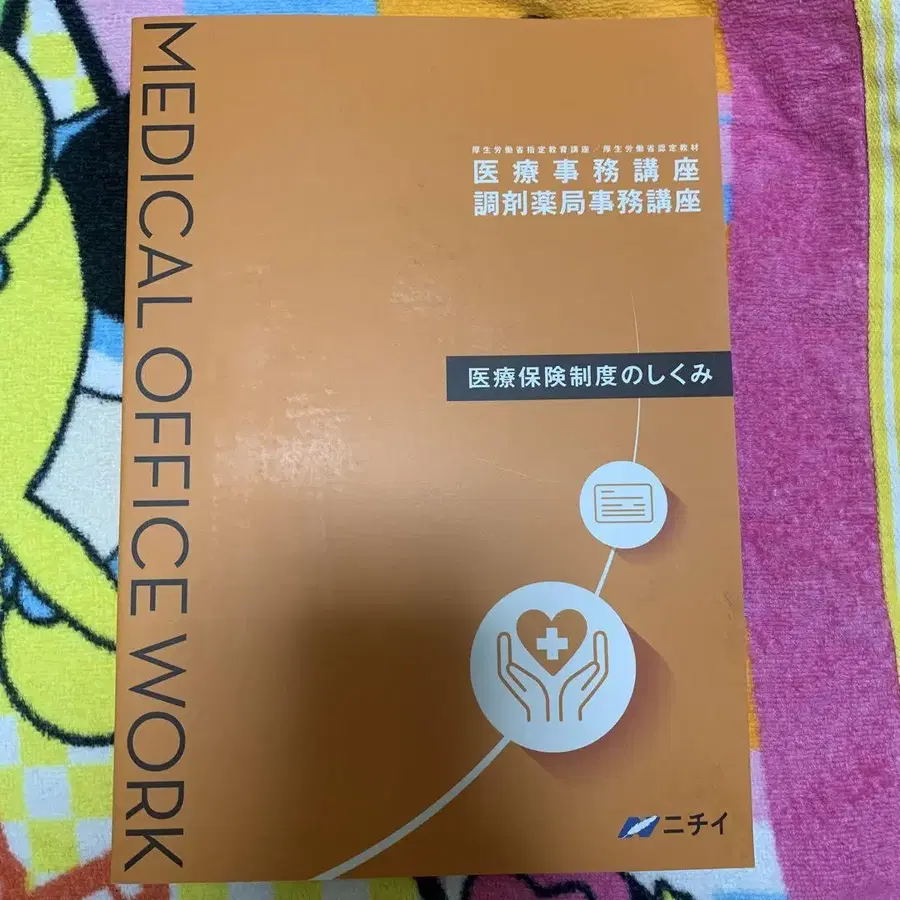 MEDICAL OFFICE WORK
厚生労働省指定教育講座／厚生労働省認定教材
医療事務講座
調剤薬局事務講座
医療保険制度のしくみ
ニチイ